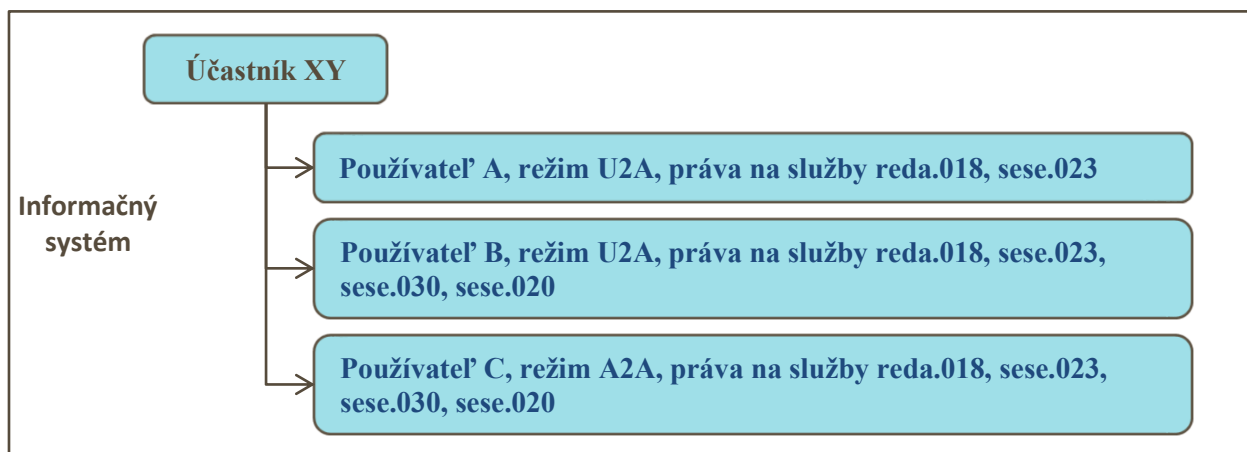 Účastník XY
Používateľ A, režim U2A, práva na služby reda.018, sese.023
Informačný
systém
Používateľ B, režim U2A, práva na služby reda.018, sese.023,
sese.030, sese.020
Používateľ C, režim A2A, práva na služby reda.018, sese.023,
sese.030, sese.020